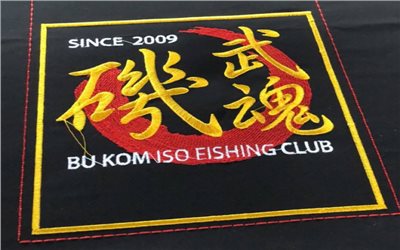 SINCE 2009
磯 武魂
BU KOM ISO FISHING CLUB